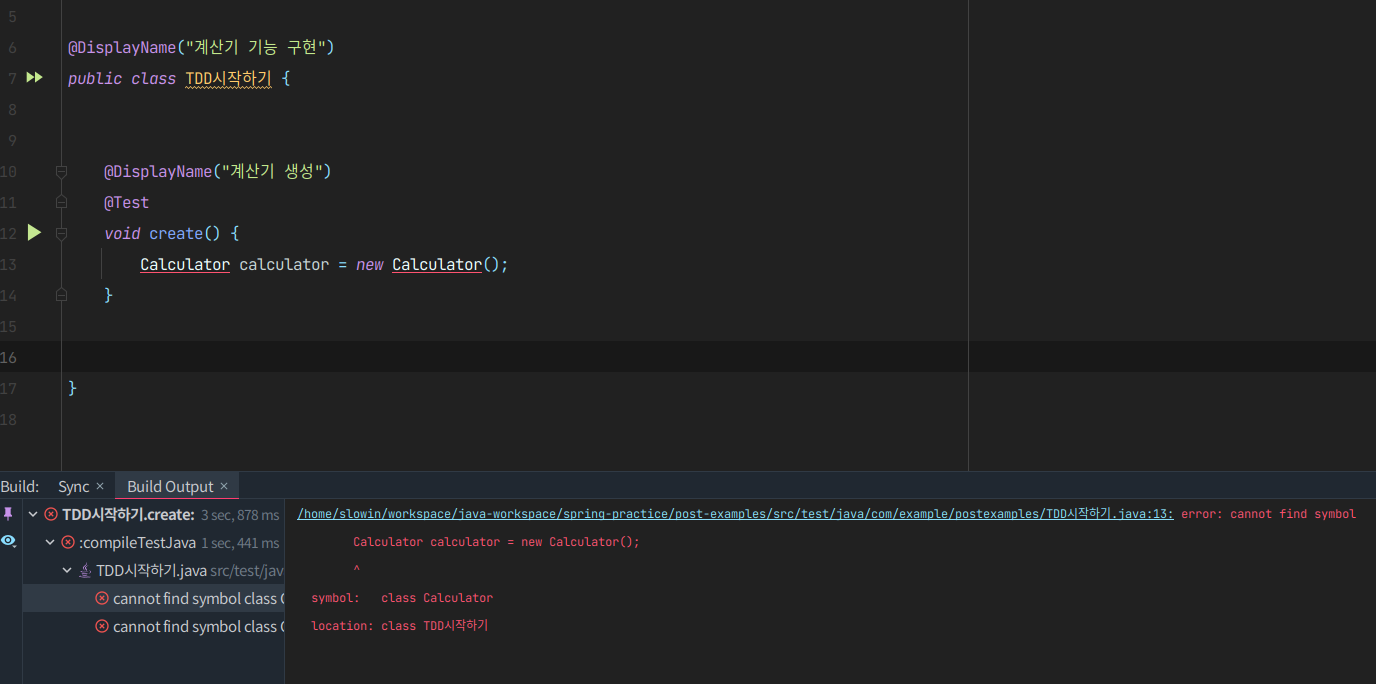 5
6 @DisplayName("계산기 기능 구현")
7 public class TDD시작하기 {
8
9
10 @DisplayName("계산기 생성")
11 @Test
12 void create() {
13 Calculator calculator = new Calculator();
14 }
15
16
17 }
18
Build: Sync × Build Output ×
TDD시작하기.create: 3 sec, 878 ms
:compileTestJava 1 sec, 441 ms
TDD시작하기.java src/test/jav
cannot find symbol class C
cannot find symbol class C
/home/slowin/workspace/java-workspace/spring-practice/post-examples/src/test/java/com/example/postexamples/TDD시작하기.java:13: error: cannot find symbol
Calculator calculator = new Calculator();
^
symbol: class Calculator
location: class TDD시작하기